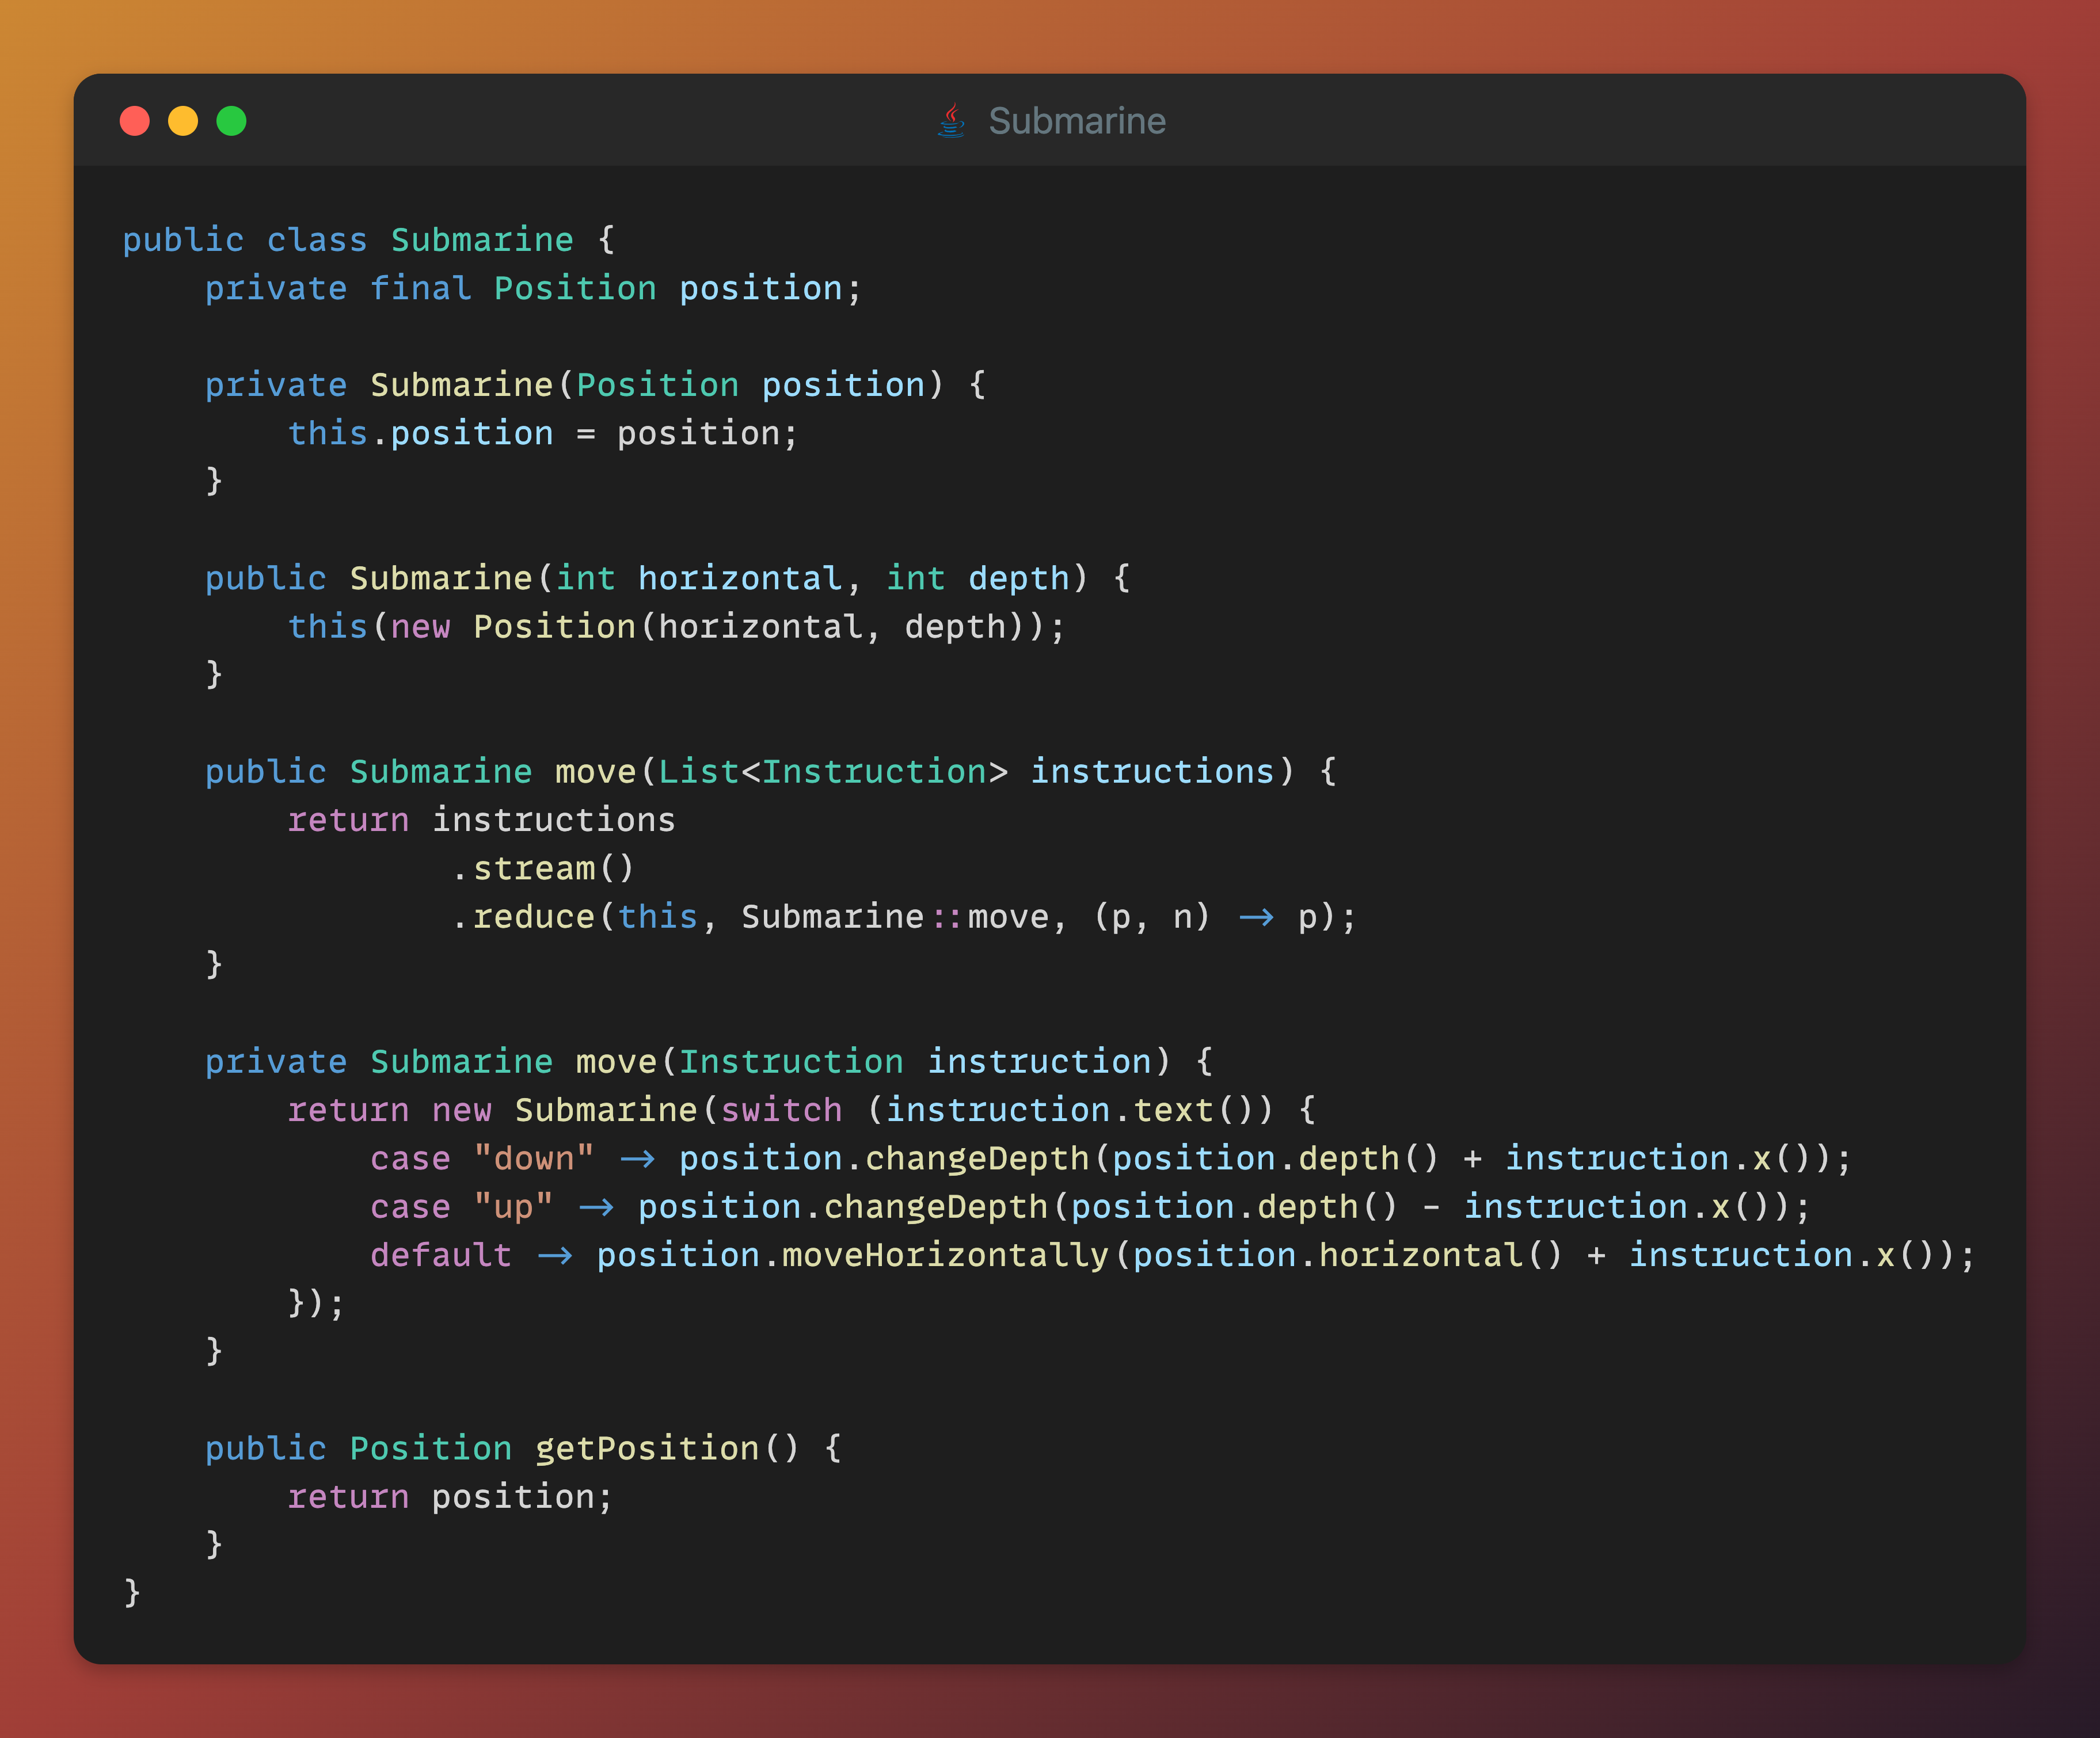 Submarine
public class Submarine {
    private final Position position;

    private Submarine(Position position) {
        this.position = position;
    }

    public Submarine(int horizontal, int depth) {
        this(new Position(horizontal, depth));
    }

    public Submarine move(List<Instruction> instructions) {
        return instructions
                .stream()
                .reduce(this, Submarine::move, (p, n) -> p);
    }

    private Submarine move(Instruction instruction) {
        return new Submarine(switch (instruction.text()) {
            case "down" -> position.changeDepth(position.depth() + instruction.x());
            case "up" -> position.changeDepth(position.depth() - instruction.x());
            default -> position.moveHorizontally(position.horizontal() + instruction.x());
        });
    }

    public Position getPosition() {
        return position;
    }
}